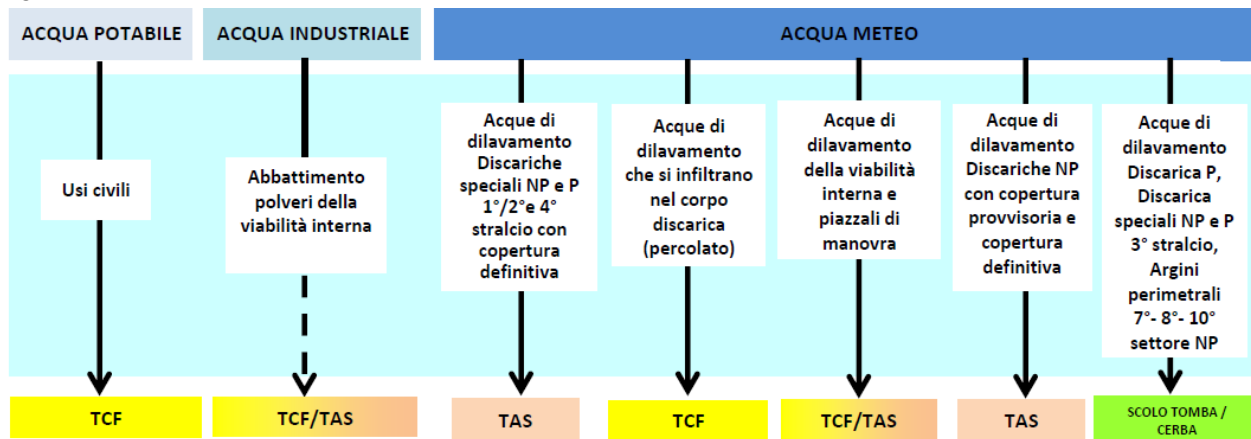 ACQUA POTABILE
ACQUA INDUSTRIALE
ACQUA METEO
Usi civili
Abbattimento
polveri della
viabilità interna
Acque di
dilavamento
Discariche
speciali NP e P
1°/2°e 4°
stralcio con
copertura
definitiva
Acque di
dilavamento
che si infiltrano
nel corpo
discarica
(percolato)
Acque di
dilavamento
della viabilità
interna e
piazzali di
manovra
Acque di
dilavamento
Discariche NP
con copertura
provvisoria e
copertura
definitiva
Acque di
dilavamento
Discarica P,
Discarica
speciali NP e P
3° stralcio,
Argini
perimetrali
7°- 8°- 10°
settore NP
TCF
TCF/TAS
TAS
TCF
TCF/TAS
TAS
SCOLO TOMBA /
CERBA